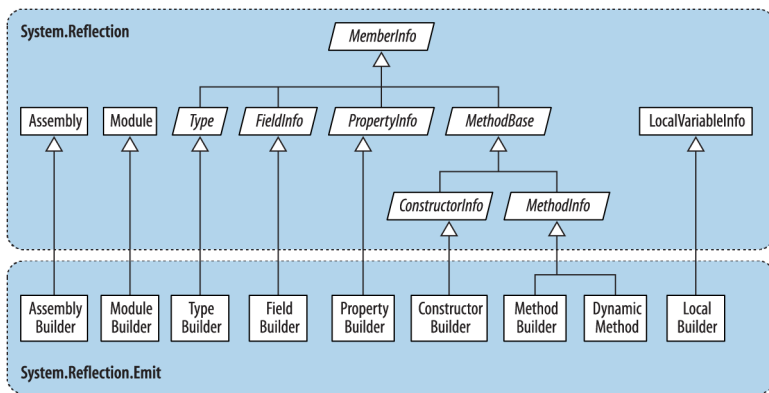 System.Reflection
MemberInfo
Assembly
Module
Type
FieldInfo
PropertyInfo
MethodBase
LocalVariableInfo
ConstructorInfo
MethodInfo
Assembly
Builder
Module
Builder
Type
Builder
Field
Builder
Property
Builder
Constructor
Builder
Method
Builder
Dynamic
Method
Local
Builder
System.Reflection.Emit